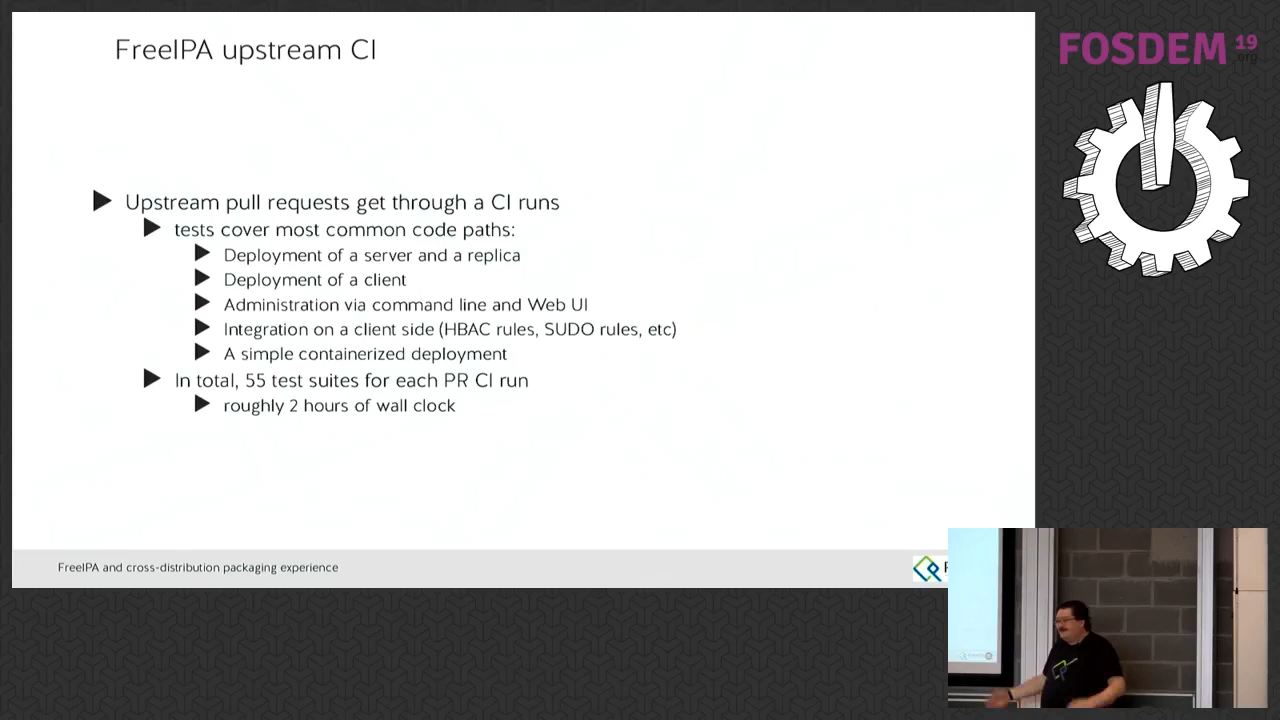 FreeIPA upstream CI
FOSDEM 19
.org
Upstream pull requests get through a CI runs
tests cover most common code paths:
Deployment of a server and a replica
Deployment of a client
Administration via command line and Web UI
Integration on a client side (HBAC rules, SUDO rules, etc)
A simple containerized deployment
In total, 55 test suites for each PR CI run
roughly 2 hours of wall clock
FreeIPA and cross-distribution packaging experience